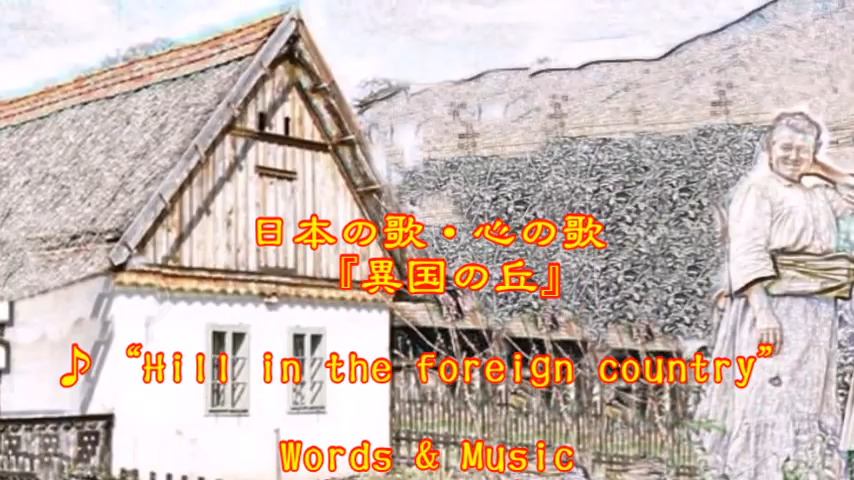 日本の歌・心の歌
『異国の丘』
♪ “Hill in the foreign country”
Words & Music